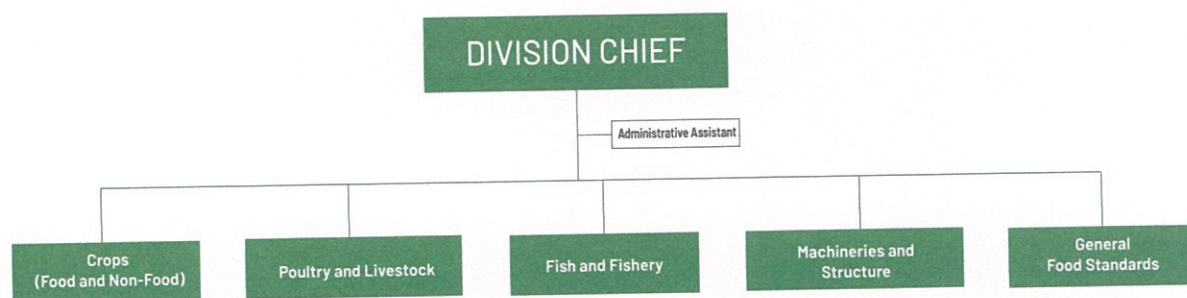 DIVISION CHIEF
Administrative Assistant
Crops
(Food and Non-Food)
Poultry and Livestock
Fish and Fishery
Machineries and
Structure
General
Food Standards